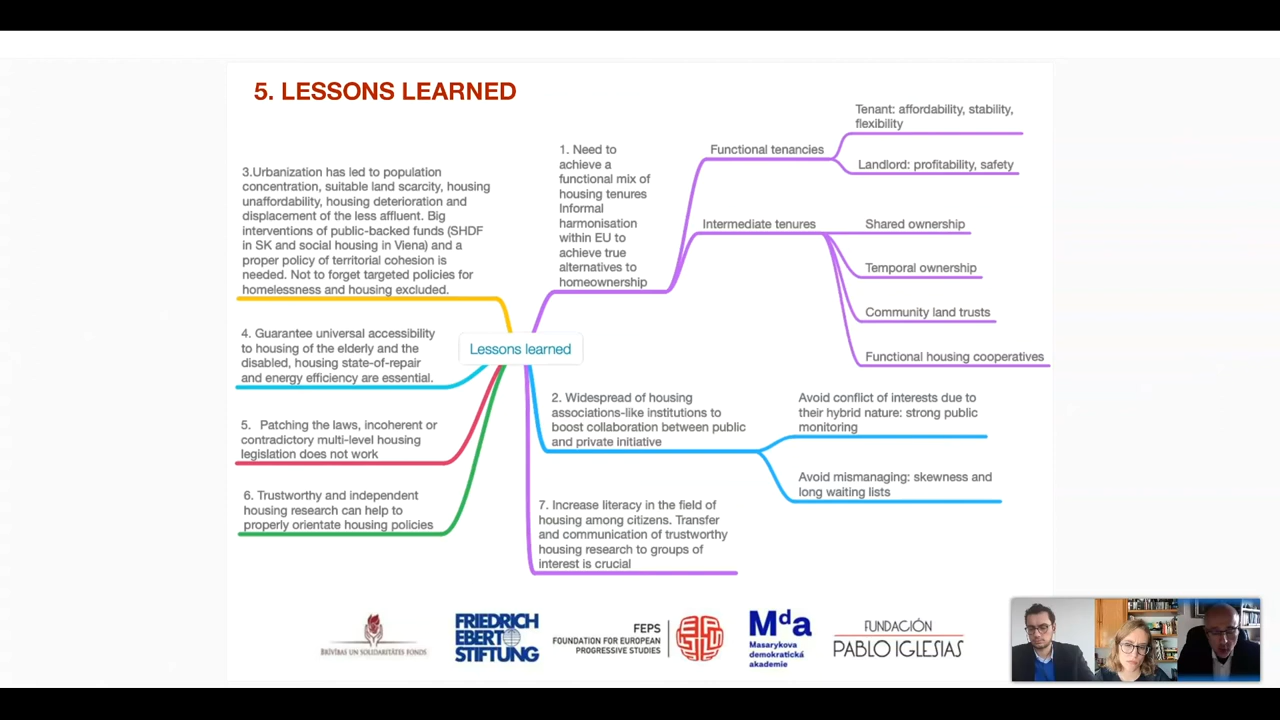 5. LESSONS LEARNED
3.Urbanization has led to population
concentration, suitable land scarcity, housing
unaffordability, housing deterioration and
displacement of the less affluent. Big
interventions of public-backed funds (SHDF
in SK and social housing in Viena) and a
proper policy of territorial cohesion is
needed. Not to forget targeted policies for
homelessness and housing excluded.
4. Guarantee universal accessibility
to housing of the elderly and the
disabled, housing state-of-repair
and energy efficiency are essential.
5. Patching the laws, incoherent or
contradictory multi-level housing
legislation does not work
6. Trustworthy and independent
housing research can help to
properly orientate housing policies
Lessons learned
1. Need to
achieve a
functional mix of
housing tenures
Informal
harmonisation
within EU to
achieve true
alternatives to
homeownership
Functional tenancies
Tenant: affordability, stability,
flexibility
Landlord: profitability, safety
Intermediate tenures
Shared ownership
Temporal ownership
Community land trusts
Functional housing cooperatives
2. Widespread of housing
associations-like institutions to
boost collaboration between public
and private initiative
Avoid conflict of interests due to
their hybrid nature: strong public
monitoring
Avoid mismanaging: skewness and
long waiting lists
7. Increase literacy in the field of
housing among citizens. Transfer
and communication of trustworthy
housing research to groups of
interest is crucial
BRĪVĪBAS UN SOLIDARITĀTES FONDS
FRIEDRICH
EBERT
STIFTUNG
FEPS
FOUNDATION FOR EUROPEAN
PROGRESSIVE STUDIES
Mda
Masarykova
demokratická
akademie
FUNDACIÓN
PABLO IGLESIAS